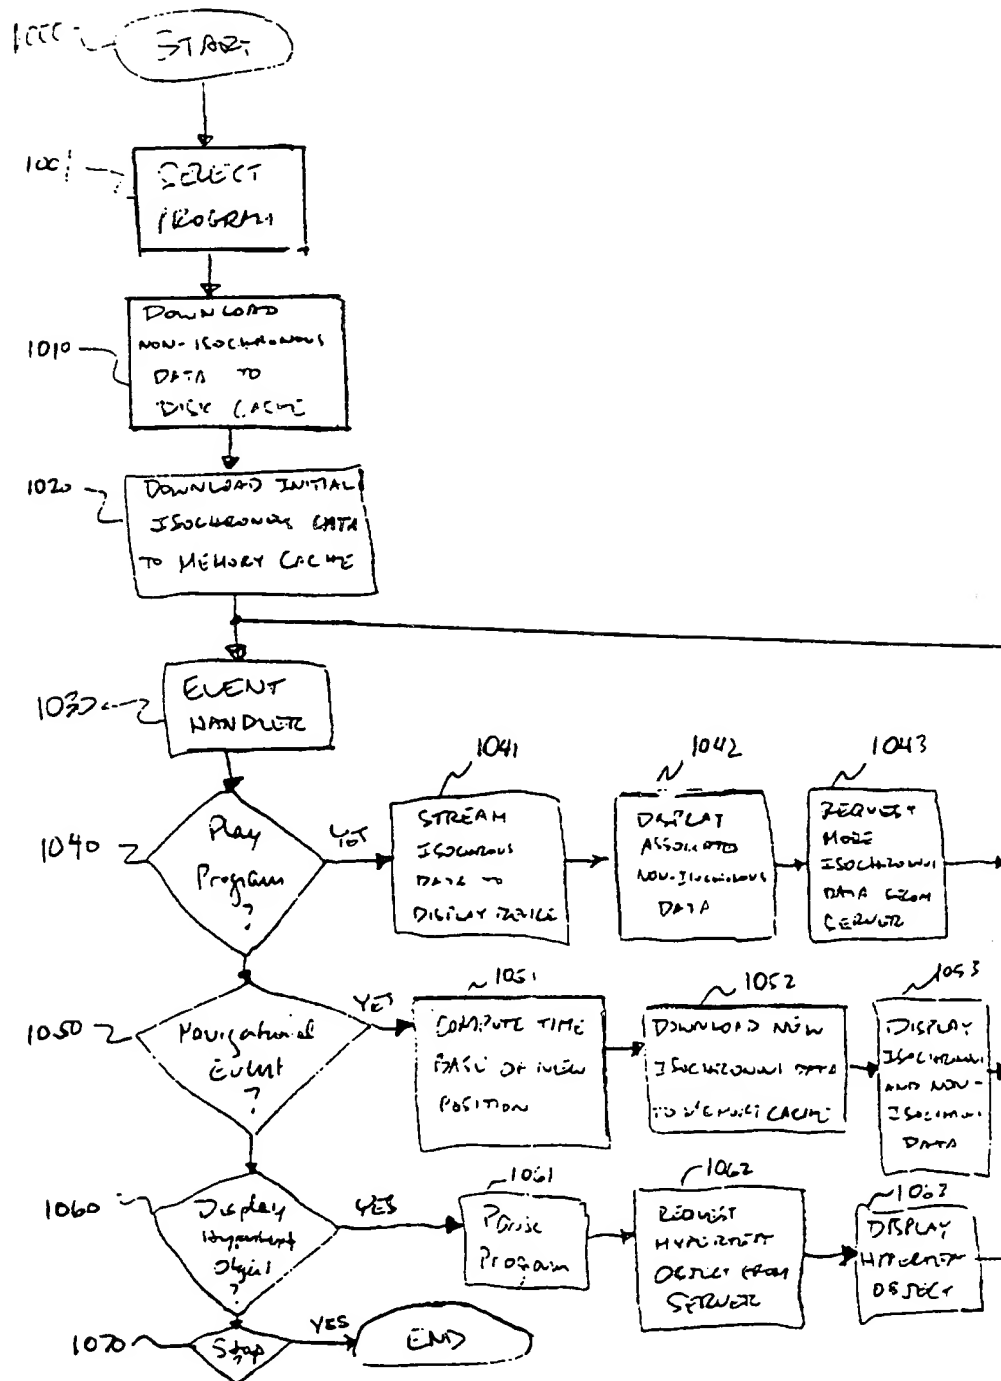 1000
START
1001
SELECT
PROGRAM
1010
DOWNLOAD
NON-ISOCHRONOUS
DATA TO
DISK CACHE
1020
DOWNLOAD INITIAL
ISOCHRONOUS DATA
TO MEMORY CACHE
1030
EVENT
HANDLER
1040
Play
Program
?
YES
1041
STREAM
ISOCHRONOUS
DATA TO
DISPLAY DEVICE
1042
DISPLAY
ASSOCIATED
NON-ISOCHRONOUS
DATA
1043
REQUEST
MORE
ISOCHRONOUS
DATA FROM
SERVER
1050
Navigational
Event
?
YES
1051
COMPUTE TIME
BASE OF NEW
POSITION
1052
DOWNLOAD NEW
ISOCHRONOUS DATA
TO MEMORY CACHE
1053
DISPLAY
ISOCHRONOUS
AND NON-
ISOCHRONOUS
DATA
1060
Display
Hypertext
Object
?
YES
1061
Pause
Program
1062
REQUEST
HYPERTEXT
OBJECT FROM
SERVER
1063
DISPLAY
HYPERTEXT
OBJECT
1070
Stop
?
YES
END